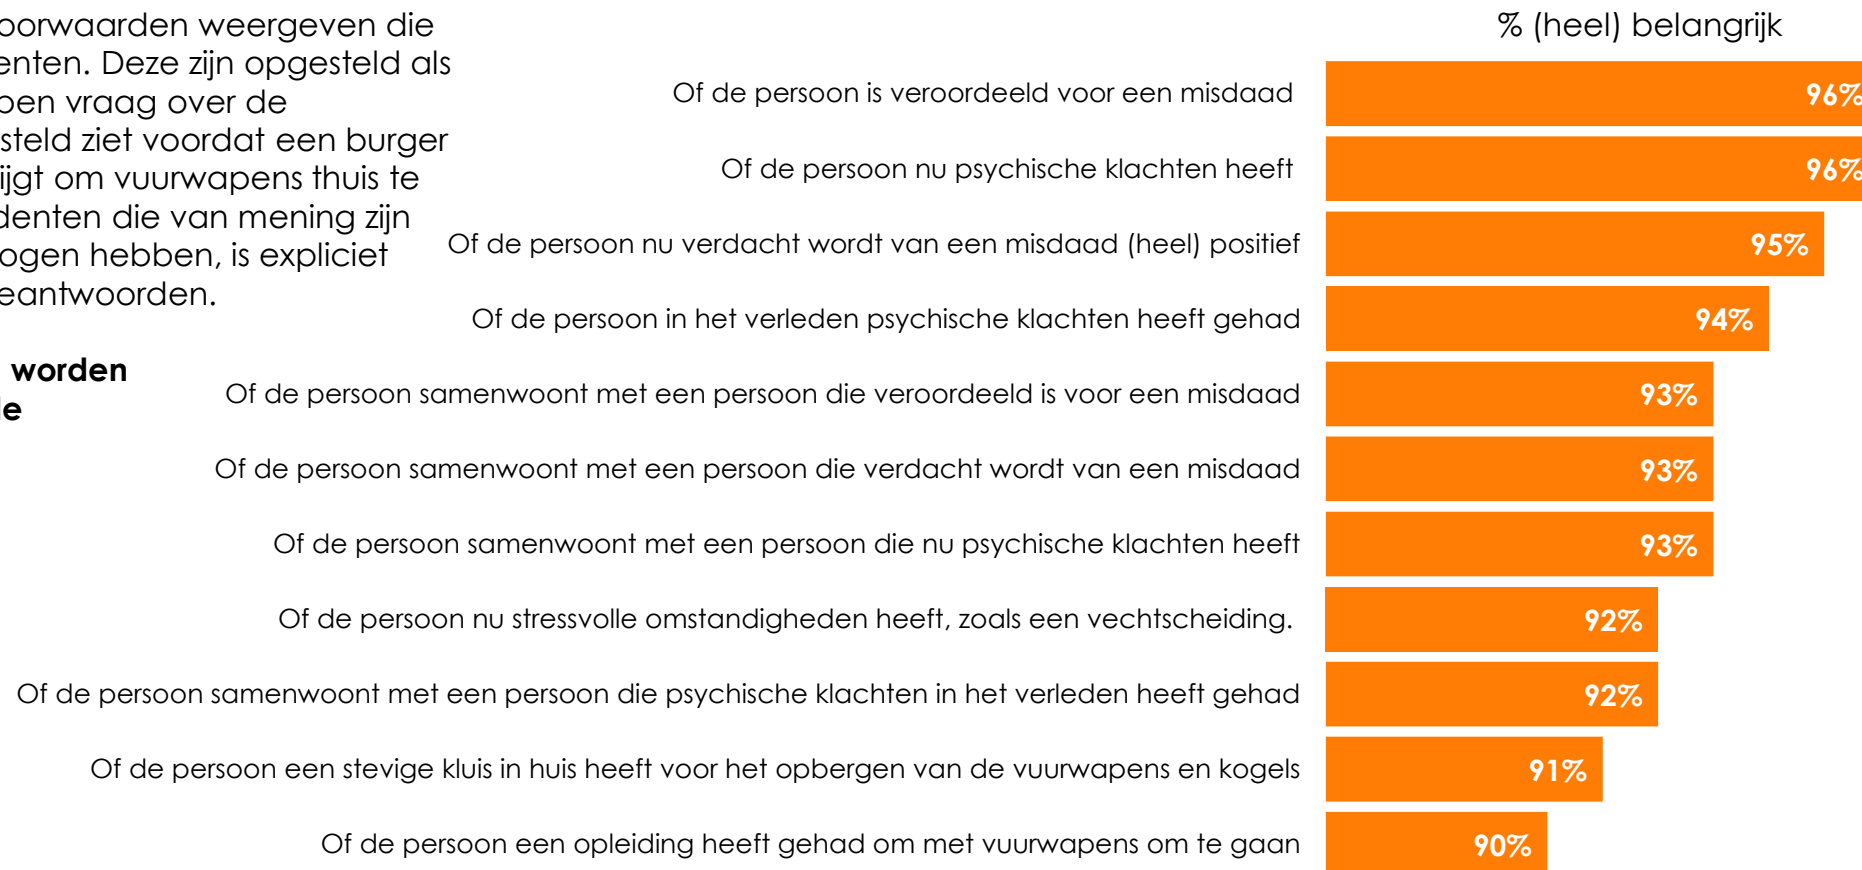 oorwaarden weergeven die
enten. Deze zijn opgesteld als
pen vraag over de
steld ziet voordat een burger
ijgt om vuurwapens thuis te
denten die van mening zijn
ogen hebben, is expliciet
eantwoorden.
worden
le
% (heel) belangrijk
Of de persoon is veroordeeld voor een misdaad 96%
Of de persoon nu psychische klachten heeft 96%
Of de persoon nu verdacht wordt van een misdaad (heel) positief 95%
Of de persoon in het verleden psychische klachten heeft gehad 94%
Of de persoon samenwoont met een persoon die veroordeeld is voor een misdaad 93%
Of de persoon samenwoont met een persoon die verdacht wordt van een misdaad 93%
Of de persoon samenwoont met een persoon die nu psychische klachten heeft 93%
Of de persoon nu stressvolle omstandigheden heeft, zoals een vechtscheiding. 92%
Of de persoon samenwoont met een persoon die psychische klachten in het verleden heeft gehad 92%
Of de persoon een stevige kluis in huis heeft voor het opbergen van de vuurwapens en kogels 91%
Of de persoon een opleiding heeft gehad om met vuurwapens om te gaan 90%